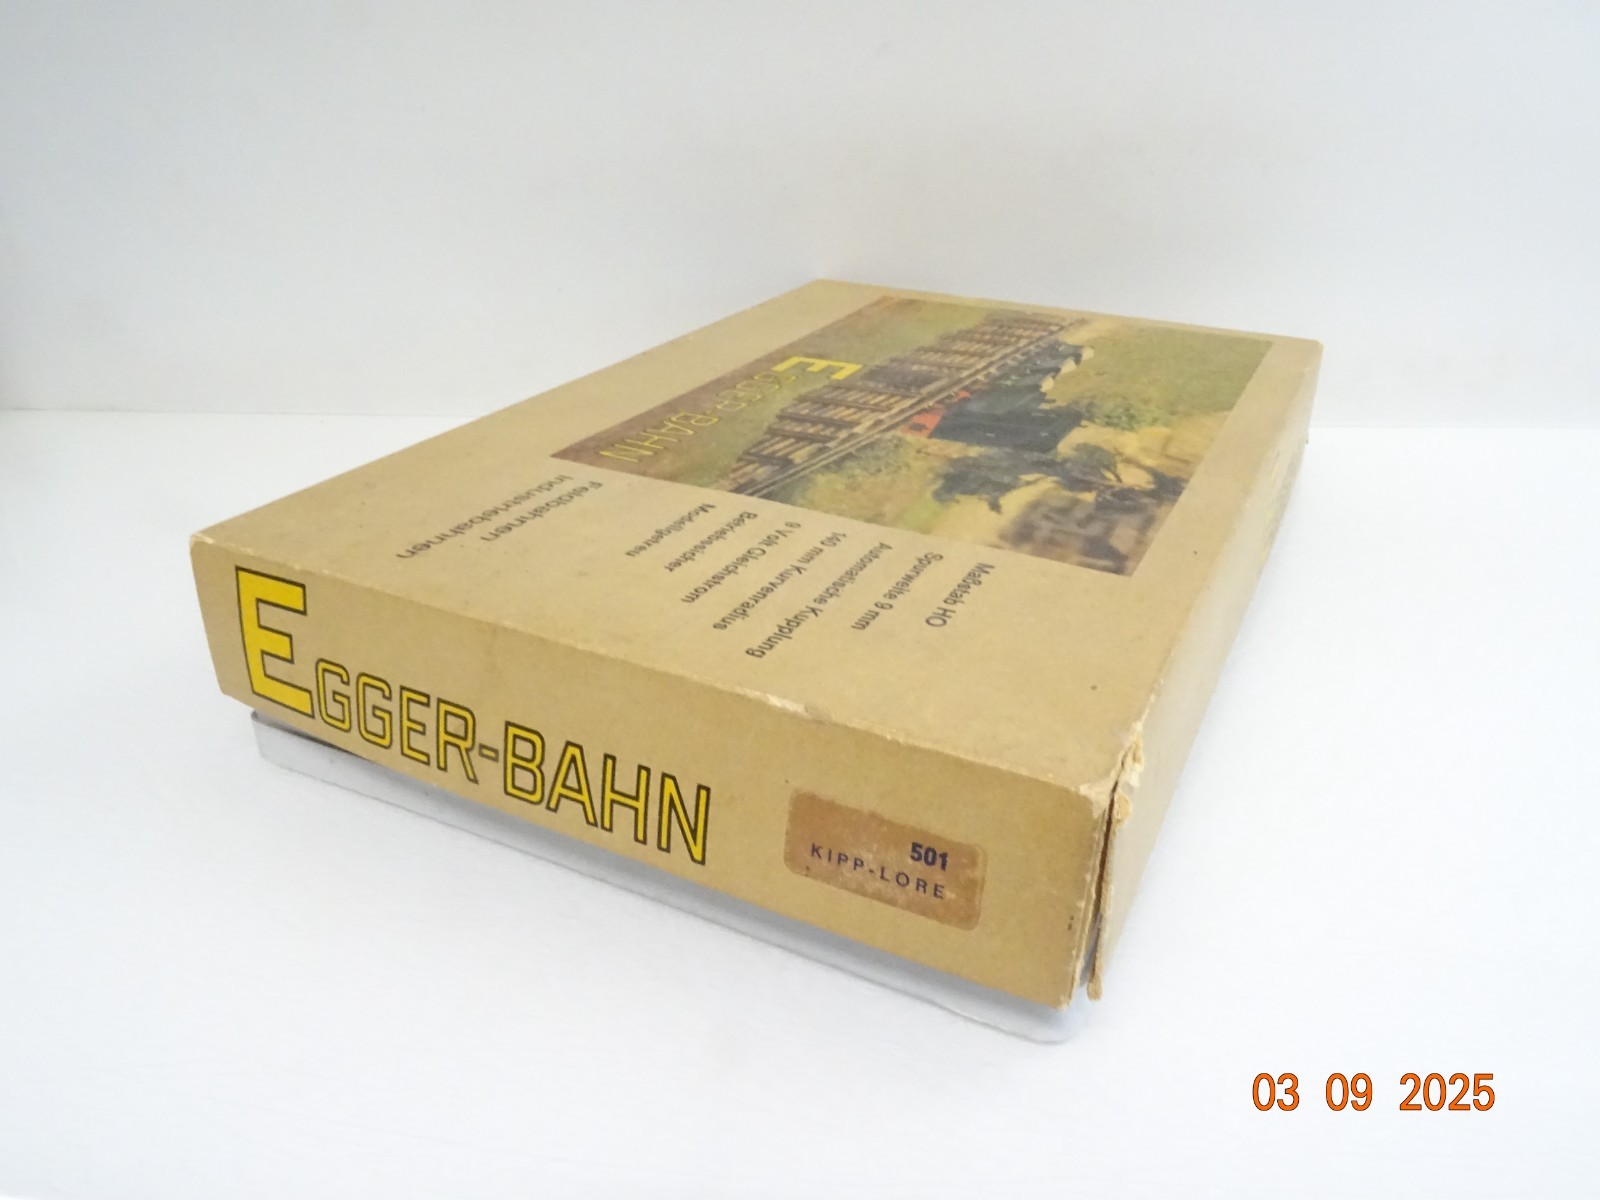 EGGER-BAHN
Feldbahnen
Industriebahnen
Maßstab HO
Spurweite 9 mm
Automatische Kupplung
140 mm Kurvenradius
9 Volt Gleichstrom
Betriebssicher
Modellgetreu
EGGER-BAHN
501
KIPP-LORE
03 09 2025